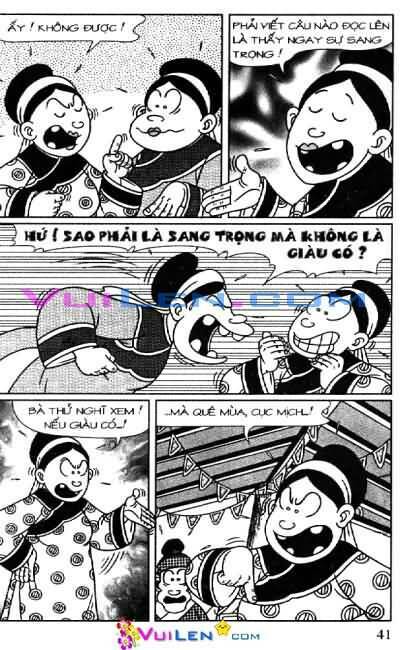 ẤY ! KHÔNG ĐƯỢC !
PHẢI VIẾT CÂU NÀO ĐỌC LÊN
LÀ THẤY NGAY SỰ SANG
TRỌNG !
HỨ ! SAO PHẢI LÀ SANG TRỌNG MÀ KHÔNG LÀ
GIÀU CÓ ?
VUILEN.COM
BÀ THỬ NGHĨ XEM !
NẾU GIÀU CÓ...!
...MÀ QUÊ MÙA, CỤC MỊCH...!
41
VUILEN.COM